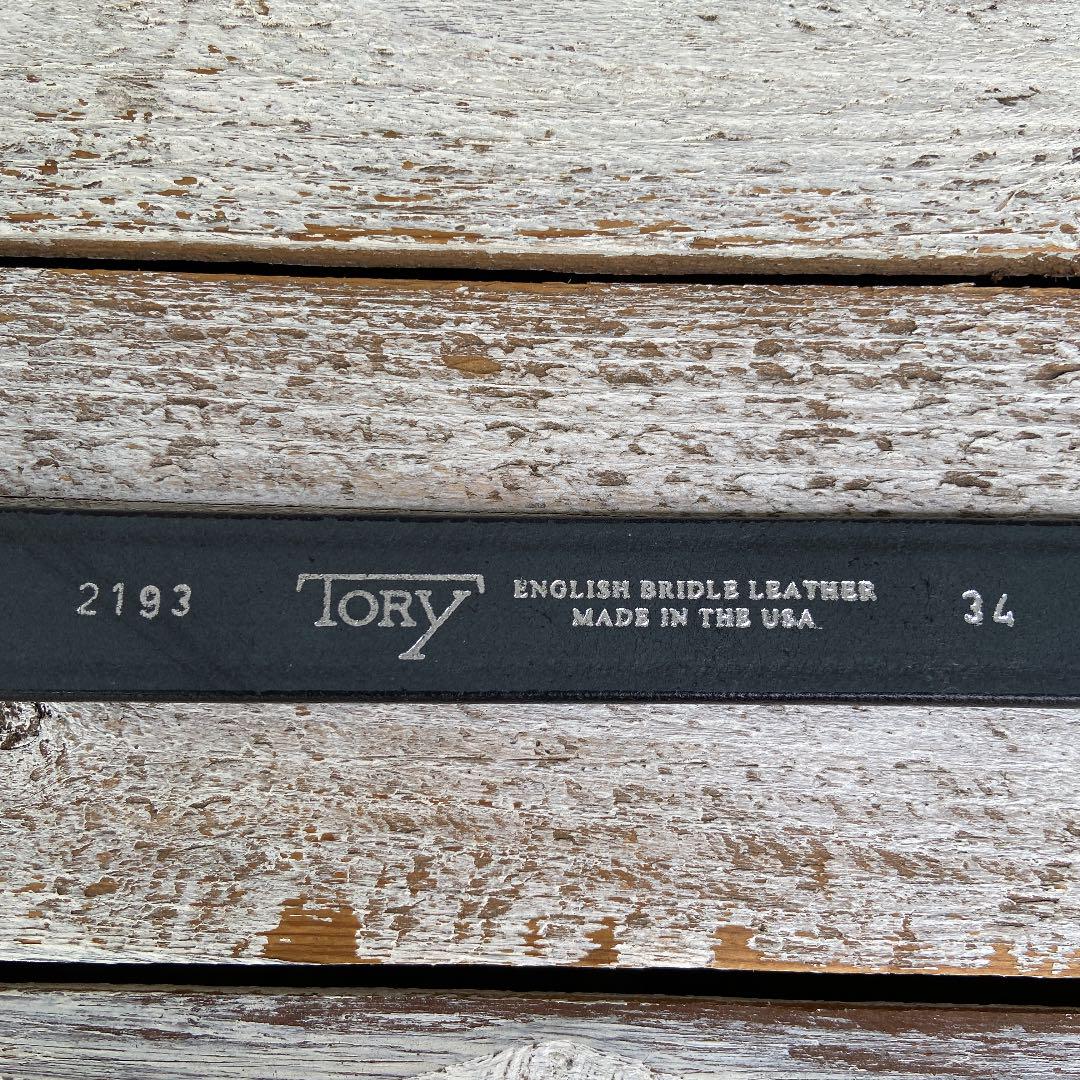 2193
TORY
ENGLISH BRIDLE LEATHER
MADE IN THE USA
34